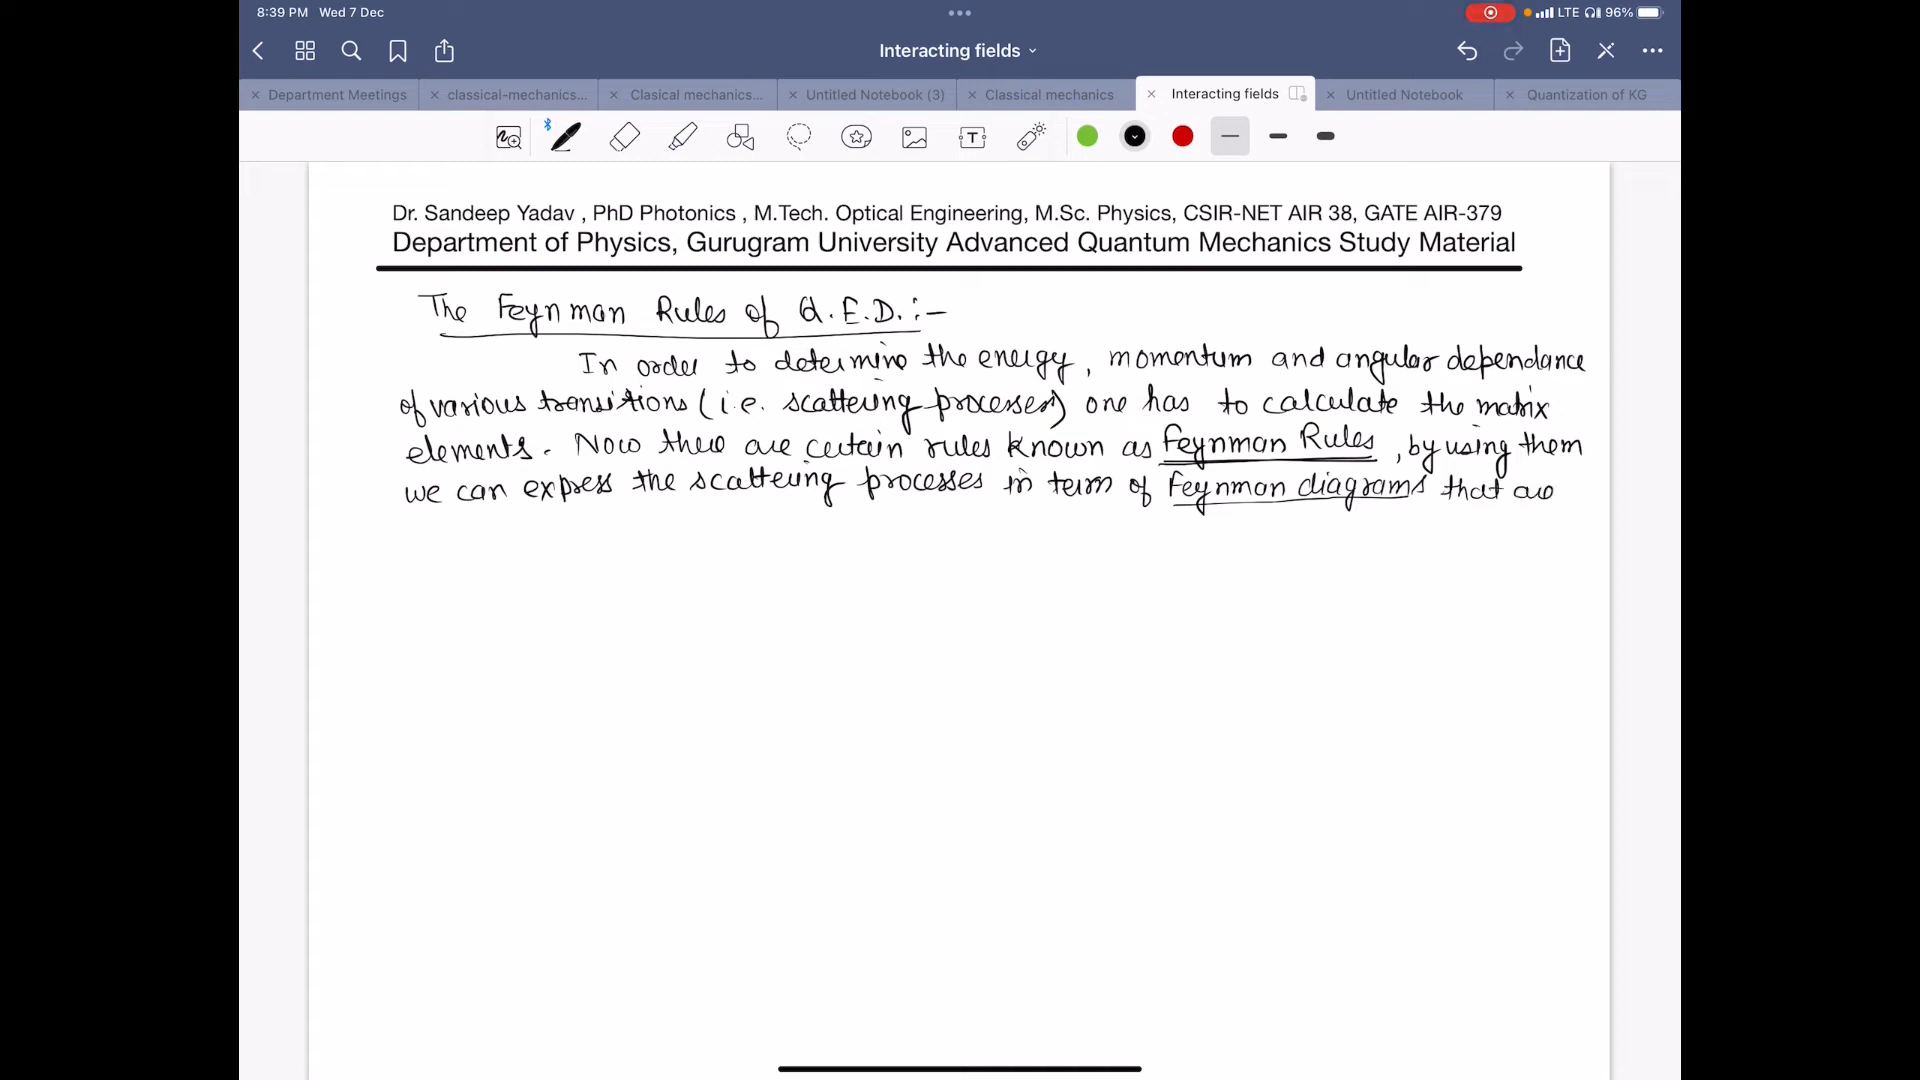 8:39 PM Wed 7 Dec
LTE 96%
Interacting fields
Department Meetings
classical-mechanics...
Clasical mechanics...
Untitled Notebook (3)
Classical mechanics
Interacting fields
Untitled Notebook
Quantization of KG
T
Dr. Sandeep Yadav , PhD Photonics , M.Tech. Optical Engineering, M.Sc. Physics, CSIR-NET AIR 38, GATE AIR-379
Department of Physics, Gurugram University Advanced Quantum Mechanics Study Material
The Feynman Rules of Q.E.D.:-
In order to determine the energy, momentum and angular dependance
of various transitions (i.e. scattering processes) one has to calculate the matrix
elements. Now there are certain rules known as Feynman Rules, by using them
we can express the scattering processes in term of Feynman diagrams that are